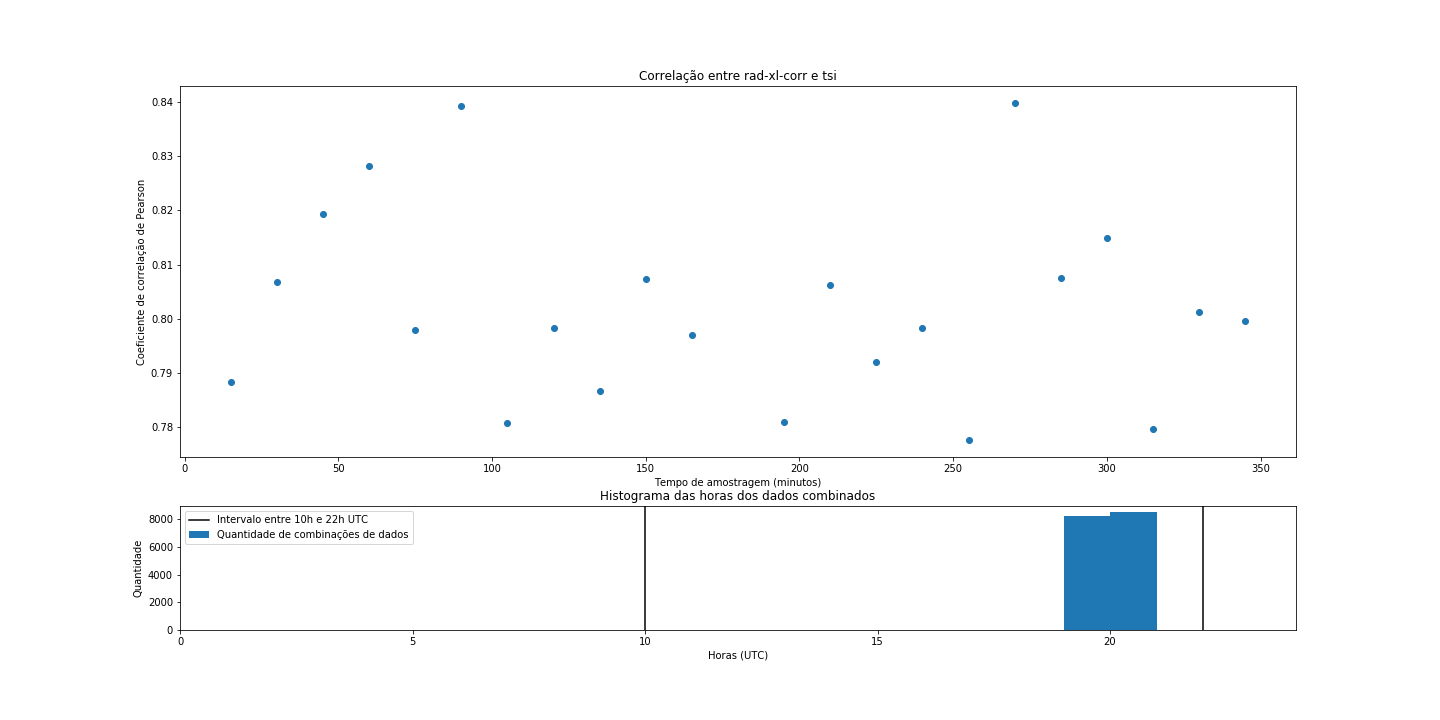 Correlação entre rad-xl-corr e tsi
Coeficiente de correlação de Pearson
0.84
0.83
0.82
0.81
0.80
0.79
0.78
0 50 100 150 200 250 300 350
Tempo de amostragem (minutos)
Histograma das horas dos dados combinados
Quantidade
8000
6000
4000
2000
0
Intervalo entre 10h e 22h UTC
Quantidade de combinações de dados
0 5 10 15 20
Horas (UTC)